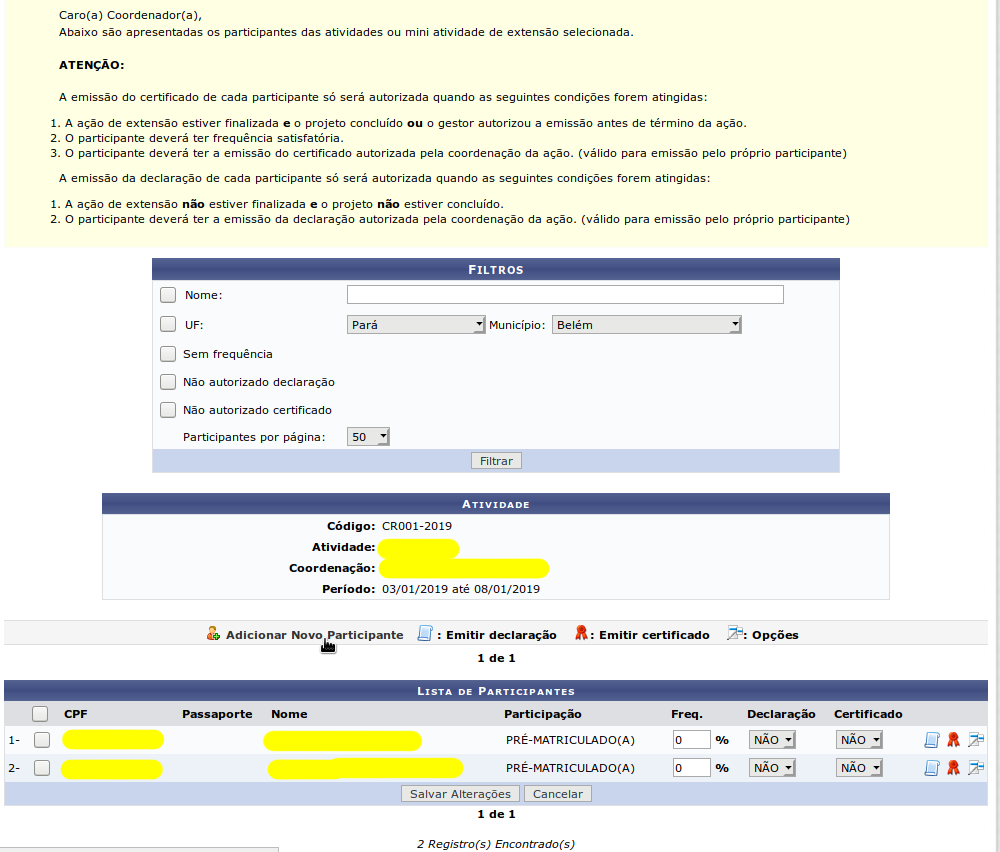 Caro(a) Coordenador(a),
Abaixo são apresentadas os participantes das atividades ou mini atividade de extensão selecionada.
ATENÇÃO:
A emissão do certificado de cada participante só será autorizada quando as seguintes condições forem atingidas:
1. A ação de extensão estiver finalizada e o projeto concluído ou o gestor autorizou a emissão antes de término da ação.
2. O participante deverá ter frequência satisfatória.
3. O participante deverá ter a emissão do certificado autorizada pela coordenação da ação. (válido para emissão pelo próprio participante)
A emissão da declaração de cada participante só será autorizada quando as seguintes condições forem atingidas:
1. A ação de extensão não estiver finalizada e o projeto não estiver concluído.
2. O participante deverá ter a emissão da declaração autorizada pela coordenação da ação. (válido para emissão pelo próprio participante)
FILTROS
Nome:
UF: Pará Município: Belém
Sem frequência
Não autorizado declaração
Não autorizado certificado
Participantes por página: 50
Filtrar
ATIVIDADE
Código: CR001-2019
Atividade:
Coordenação:
Período: 03/01/2019 até 08/01/2019
Adicionar Novo Participante : Emitir declaração : Emitir certificado : Opções
1 de 1
LISTA DE PARTICIPANTES
CPF Passaporte Nome Participação Freq. Declaração Certificado
1- PRÉ-MATRICULADO(A) 0 % NÃO NÃO
2- PRÉ-MATRICULADO(A) 0 % NÃO NÃO
Salvar Alterações Cancelar
1 de 1
2 Registro(s) Encontrado(s)